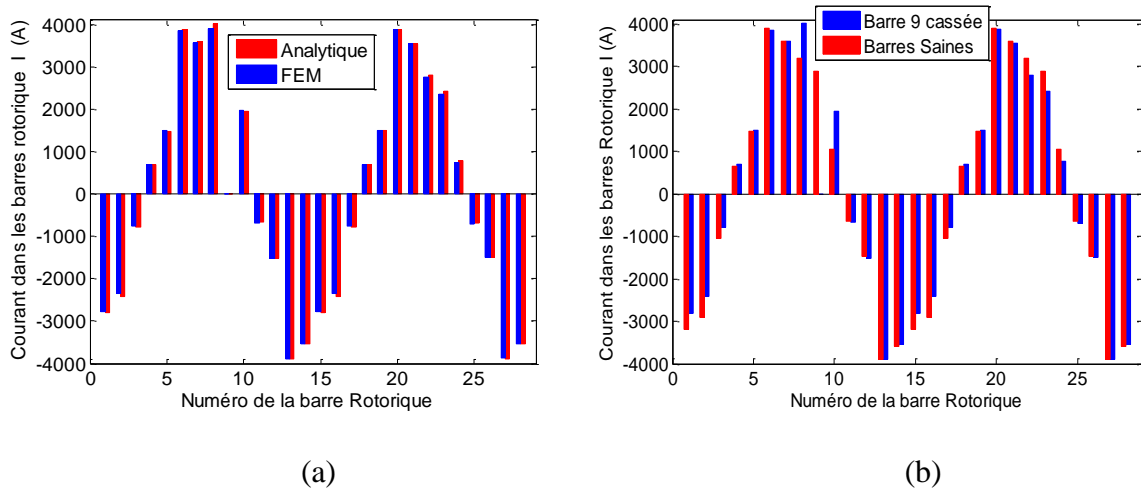 Courant dans les barres rotorique I (A)
4000
3000
2000
1000
0
-1000
-2000
-3000
-4000
Analytique
FEM
0 5 10 15 20 25
Numéro de la barre Rotorique
(a)
Courant dans les barres Rotorique I (A)
4000
3000
2000
1000
0
-1000
-2000
-3000
-4000
Barre 9 cassée
Barres Saines
0 5 10 15 20 25
Numéro de la barre Rotorique
(b)